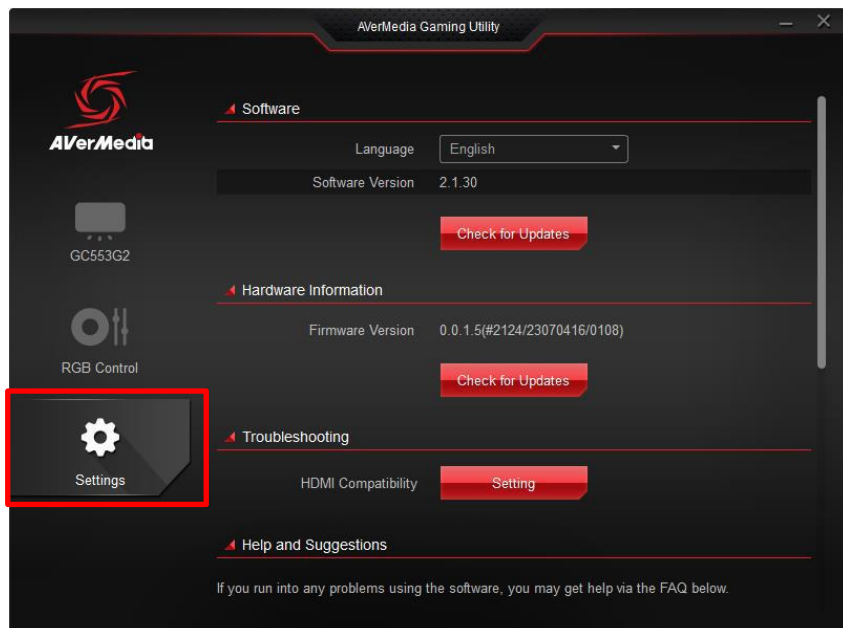 AVerMedia Gaming Utility
AVerMedia
GC553G2
RGB Control
Settings
Software
Language English
Software Version 2.1.30
Check for Updates
Hardware Information
Firmware Version 0.0.1.5(#2124/23070416/0108)
Check for Updates
Troubleshooting
HDMI Compatibility Setting
Help and Suggestions
If you run into any problems using the software, you may get help via the FAQ below.